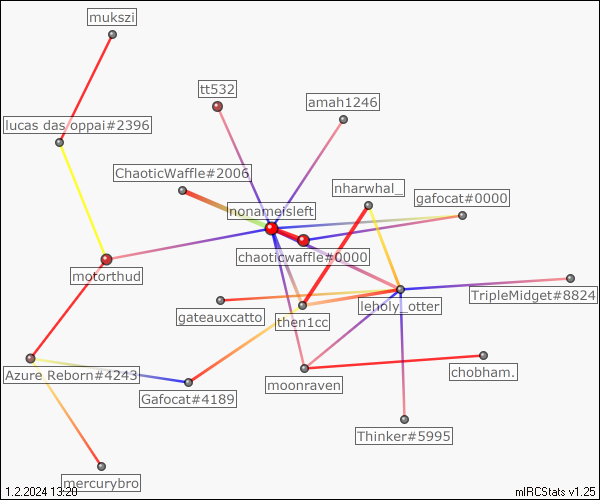 mukszi
tt532
amah1246
lucas das oppai#2396
ChaoticWaffle#2006
nharwhal_
gafocat#0000
nonameisleft
chaoticwaffle#0000
motorthud
TripleMidget#8824
leholy_otter
gateauxcatto
then1cc
Azure Reborn#4243
moonraven
chobham.
Gafocat#4189
Thinker#5995
mercurybro
1.2.2024 13:20
mIRCStats v1.25